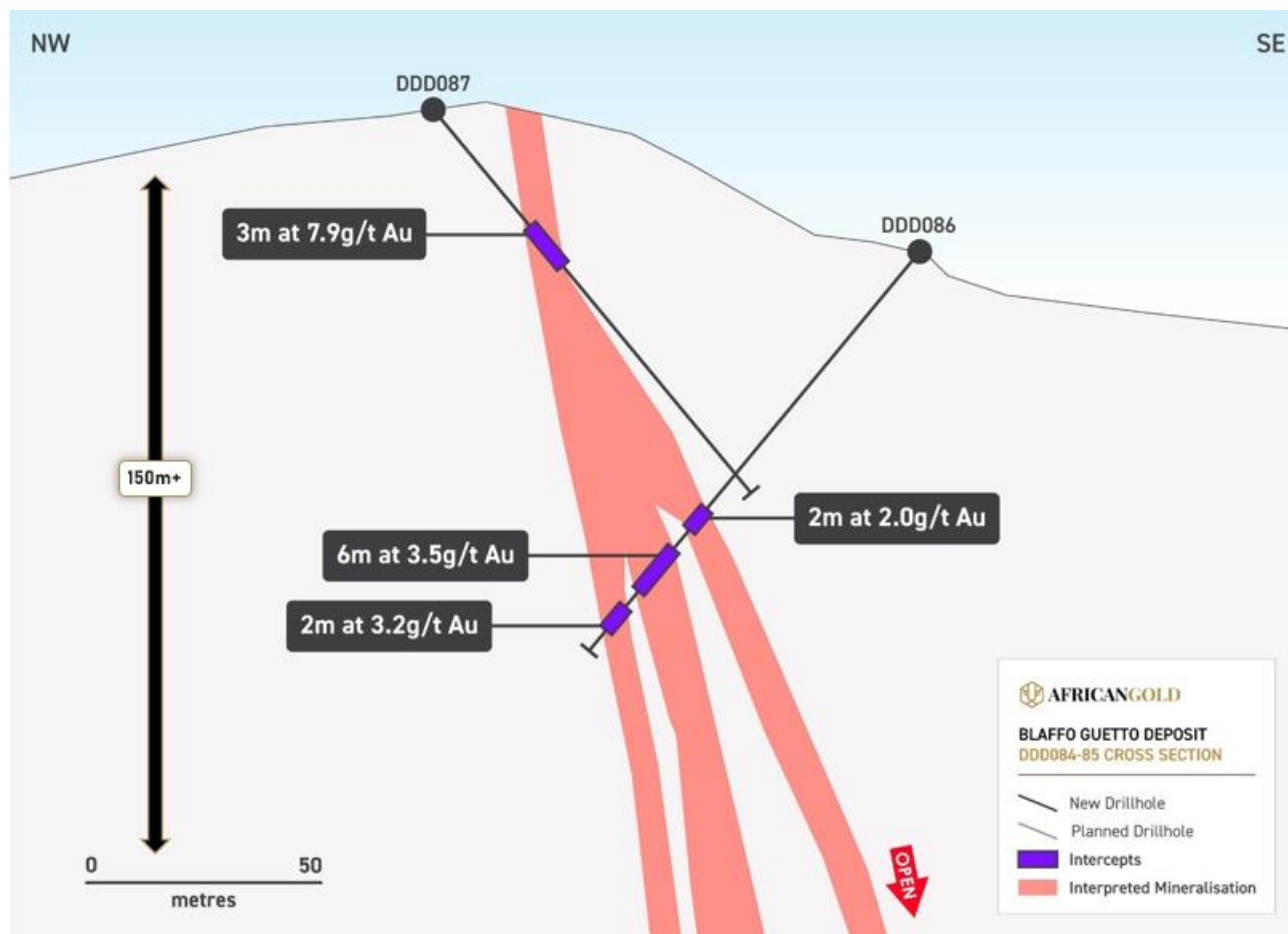 NW
SE
DDD087
DDD086
3m at 7.9g/t Au
150m+
2m at 2.0g/t Au
6m at 3.5g/t Au
2m at 3.2g/t Au
0 50
metres
OPEN
AFRICANGOLD
BLAFFO GUETTO DEPOSIT
DDD084-85 CROSS SECTION
New Drillhole
Planned Drillhole
Intercepts
Interpreted Mineralisation